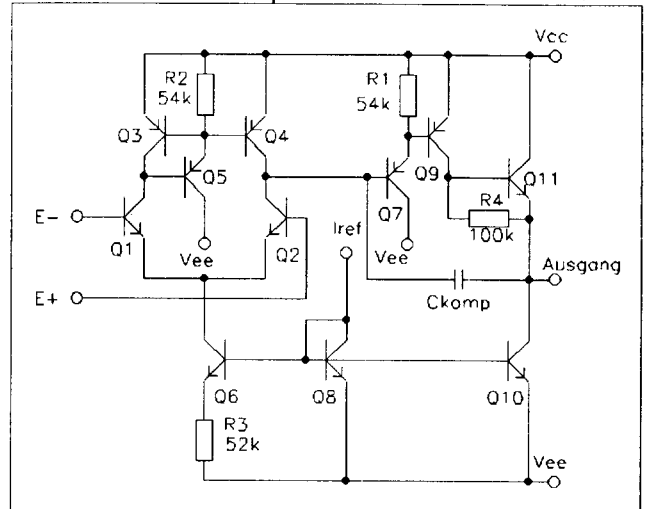 Vcc
R2
54k
R1
54k
Q3
Q4
Q5
Q9
Q11
Q7
R4
100k
E-
Q1
Vee
Q2
Iref
Vee
Ausgang
E+
Ckomp
Q6
Q8
Q10
R3
52k
Vee